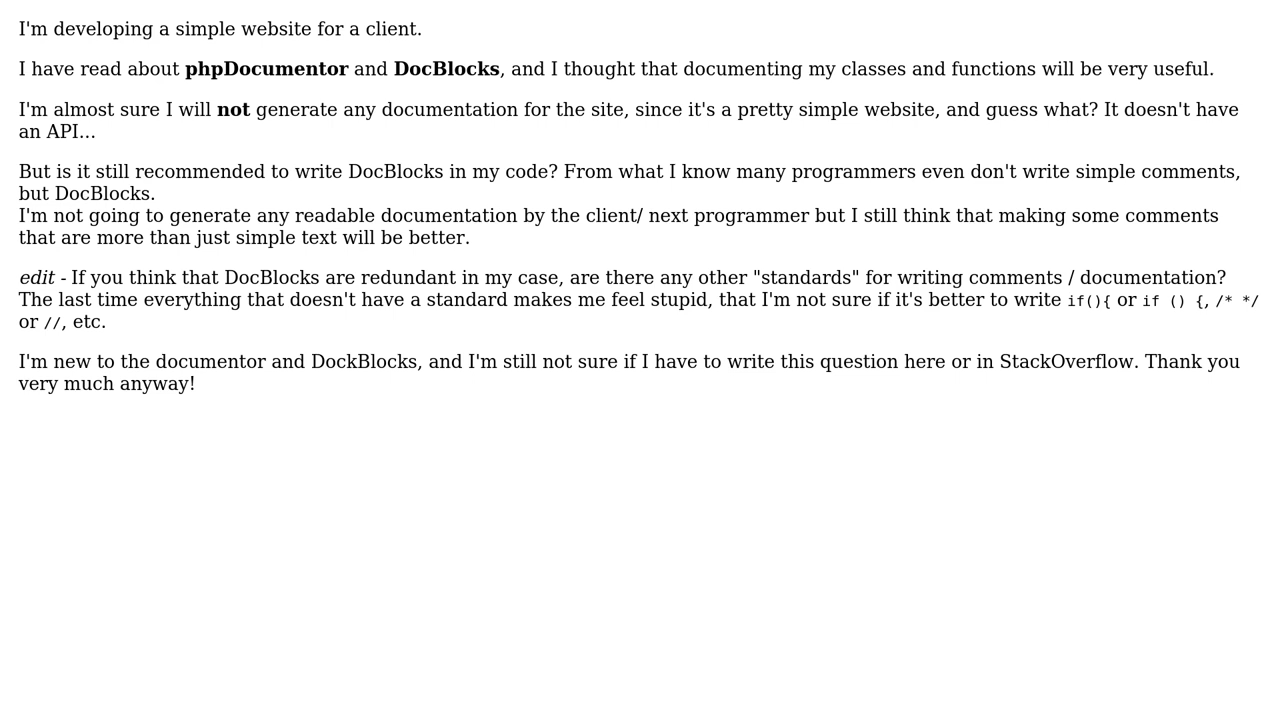 I'm developing a simple website for a client.
I have read about phpDocumentor and DocBlocks, and I thought that documenting my classes and functions will be very useful.
I'm almost sure I will not generate any documentation for the site, since it's a pretty simple website, and guess what? It doesn't have
an API...
But is it still recommended to write DocBlocks in my code? From what I know many programmers even don't write simple comments,
but DocBlocks.
I'm not going to generate any readable documentation by the client/ next programmer but I still think that making some comments
that are more than just simple text will be better.
edit - If you think that DocBlocks are redundant in my case, are there any other "standards" for writing comments / documentation?
The last time everything that doesn't have a standard makes me feel stupid, that I'm not sure if it's better to write if(){ or if () {, /* */
or //, etc.
I'm new to the documentor and DockBlocks, and I'm still not sure if I have to write this question here or in StackOverflow. Thank you
very much anyway!